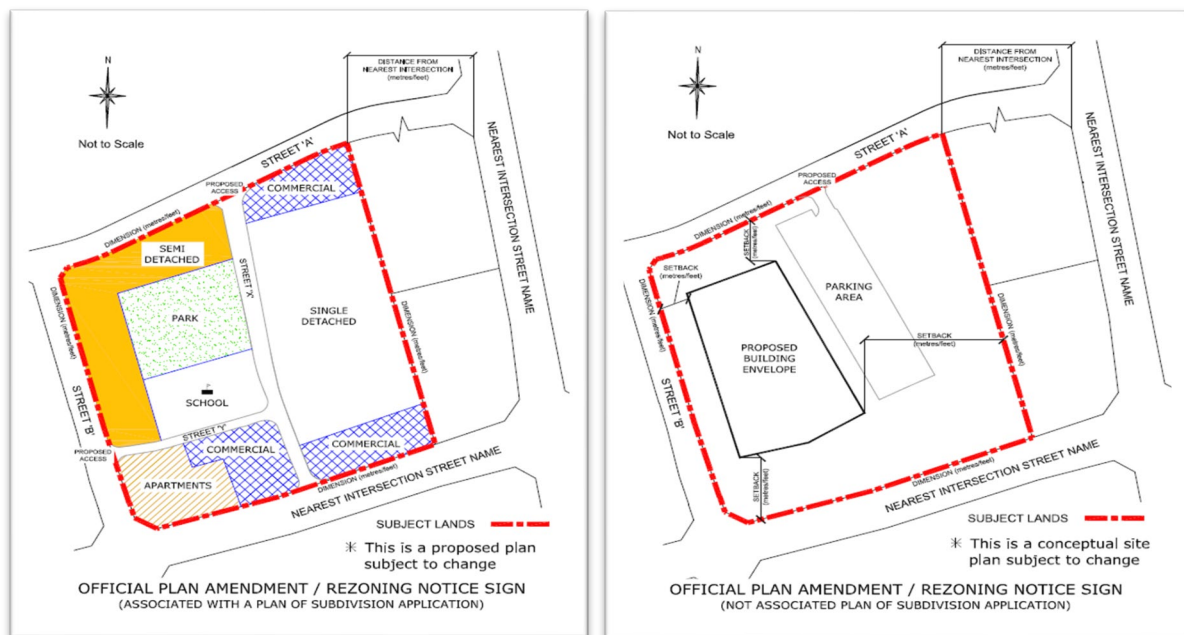 DISTANCE FROM
NEAREST INTERSECTION
(metres/feet)
N
Not to Scale
STREET 'A'
NEAREST INTERSECTION STREET NAME
PROPOSED
ACCESS
COMMERCIAL
DIMENSION (metres/feet)
SEMI
DETACHED
STREET 'X'
PARK
SINGLE
DETACHED
DIMENSION (metres/feet)
DIMENSION (metres/feet)
SCHOOL
STREET 'B'
STREET 'Y'
PROPOSED
ACCESS
COMMERCIAL
COMMERCIAL
APARTMENTS
DIMENSION (metres/feet)
NEAREST INTERSECTION STREET NAME
SUBJECT LANDS
* This is a proposed plan
subject to change
OFFICIAL PLAN AMENDMENT / REZONING NOTICE SIGN
(ASSOCIATED WITH A PLAN OF SUBDIVISION APPLICATION)
DISTANCE FROM
NEAREST INTERSECTION
(metres/feet)
N
Not to Scale
STREET 'A'
NEAREST INTERSECTION STREET NAME
PROPOSED
ACCESS
DIMENSION (metres/feet)
SETBACK
(metres/feet)
SETBACK
(metres/feet)
PARKING
AREA
DIMENSION (metres/feet)
DIMENSION (metres/feet)
SETBACK
(metres/feet)
PROPOSED
BUILDING
ENVELOPE
STREET 'B'
SETBACK
(metres/feet)
DIMENSION (metres/feet)
NEAREST INTERSECTION STREET NAME
SUBJECT LANDS
* This is a conceptual site
plan subject to change
OFFICIAL PLAN AMENDMENT / REZONING NOTICE SIGN
(NOT ASSOCIATED PLAN OF SUBDIVISION APPLICATION)